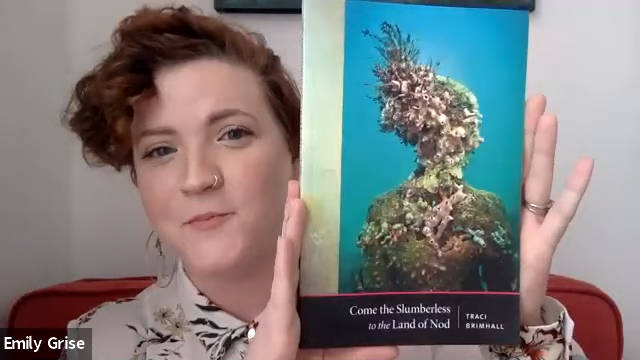 Come the Slumberless
to the Land of Nod
TRACI
BRIMHALL
Emily Grise